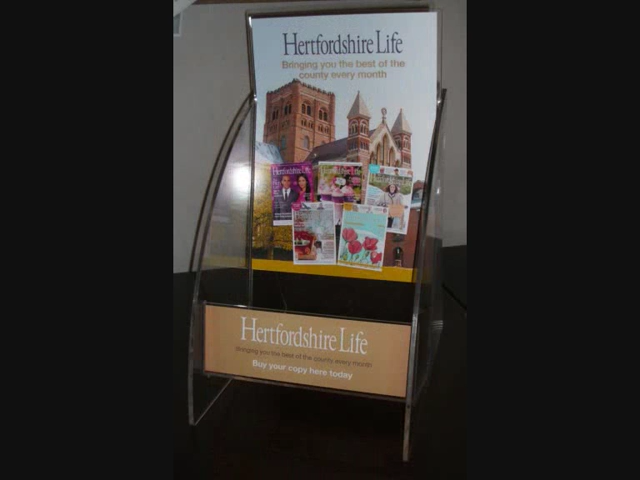 Hertfordshire Life
Bringing you the best of the
county every month
Hertfordshire Life
Bringing you the best of the county every month
Buy your copy here today